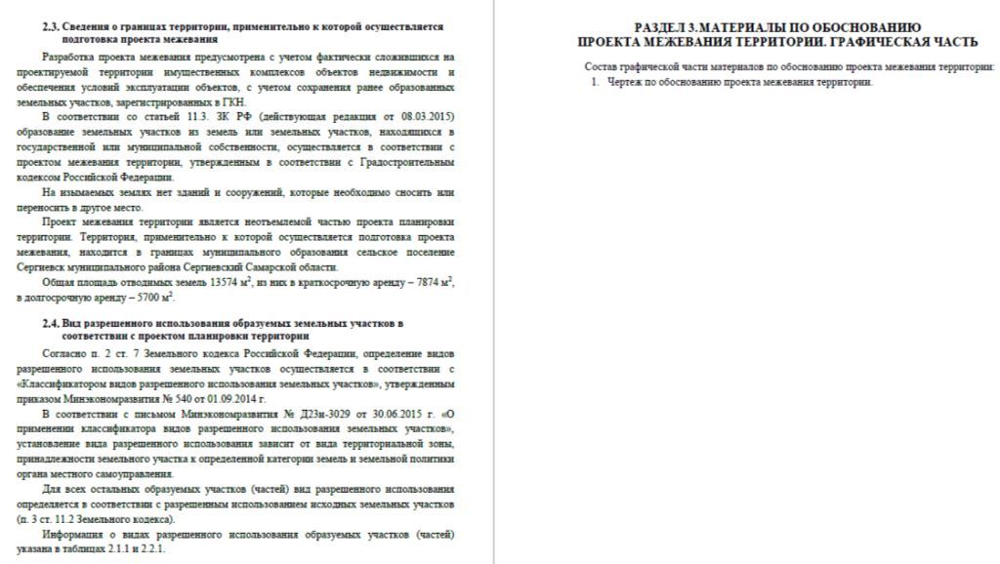 2.3. Сведения о границах территории, применительно к которой осуществляется
подготовка проекта межевания
Разработка проекта межевания предусмотрена с учетом фактически сложившихся на
проектируемой территории имущественных комплексов объектов недвижимости и
обеспечения условий эксплуатации объектов, с учетом сохранения ранее образованных
земельных участков, зарегистрированных в ГКН.
В соответствии со статьей 11.3. ЗК РФ (действующая редакция от 08.03.2015)
образование земельных участков из земель или земельных участков, находящихся в
государственной или муниципальной собственности, осуществляется в соответствии с
проектом межевания территории, утвержденным в соответствии с Градостроительным
кодексом Российской Федерации.
На изымаемых землях нет зданий и сооружений, которые необходимо сносить или
переносить в другое место.
Проект межевания территории является неотъемлемой частью проекта планировки
территории. Территория, применительно к которой осуществляется подготовка проекта
межевания, находится в границах муниципального образования сельское поселение
Сергиевск муниципального района Сергиевский Самарской области.
Общая площадь отводимых земель 13574 м², из них в краткосрочную аренду – 7874 м²,
в долгосрочную аренду – 5700 м².
2.4. Вид разрешенного использования образуемых земельных участков в
соответствии с проектом планировки территории
Согласно п. 2 ст. 7 Земельного кодекса Российской Федерации, определение видов
разрешенного использования земельных участков осуществляется в соответствии с
«Классификатором видов разрешенного использования земельных участков», утвержденным
приказом Минэкономразвития № 540 от 01.09.2014 г.
В соответствии с письмом Минэкономразвития № Д23и-3029 от 30.06.2015 г. «О
применении классификатора видов разрешенного использования земельных участков»,
установление вида разрешенного использования зависит от вида территориальной зоны,
принадлежности земельного участка к определенной категории земель и земельной политики
органа местного самоуправления.
Для всех остальных образуемых участков (частей) вид разрешенного использования
определяется в соответствии с разрешенным использованием исходных земельных участков
(п. 3 ст. 11.2 Земельного кодекса).
Информация о видах разрешенного использования образуемых участков (частей)
указана в таблицах 2.1.1 и 2.2.1.
РАЗДЕЛ 3.МАТЕРИАЛЫ ПО ОБОСНОВАНИЮ
ПРОЕКТА МЕЖЕВАНИЯ ТЕРРИТОРИИ. ГРАФИЧЕСКАЯ ЧАСТЬ
Состав графической части материалов по обоснованию проекта межевания территории:
1. Чертеж по обоснованию проекта межевания территории.